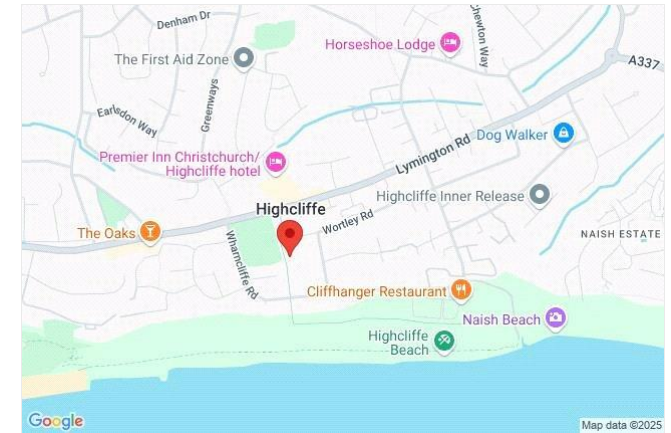 Denham Dr
The First Aid Zone
Horseshoe Lodge
Chewton Way
A337
Earlsdon Way
Greenways
Dog Walker
Premier Inn Christchurch/
Highcliffe hotel
Lymington Rd
Highcliffe Inner Release
Highcliffe
Wortley Rd
The Oaks
NAISH ESTATE
Wharncliffe Rd
Cliffhanger Restaurant
Naish Beach
Highcliffe
Beach
Google
Map data ©2025